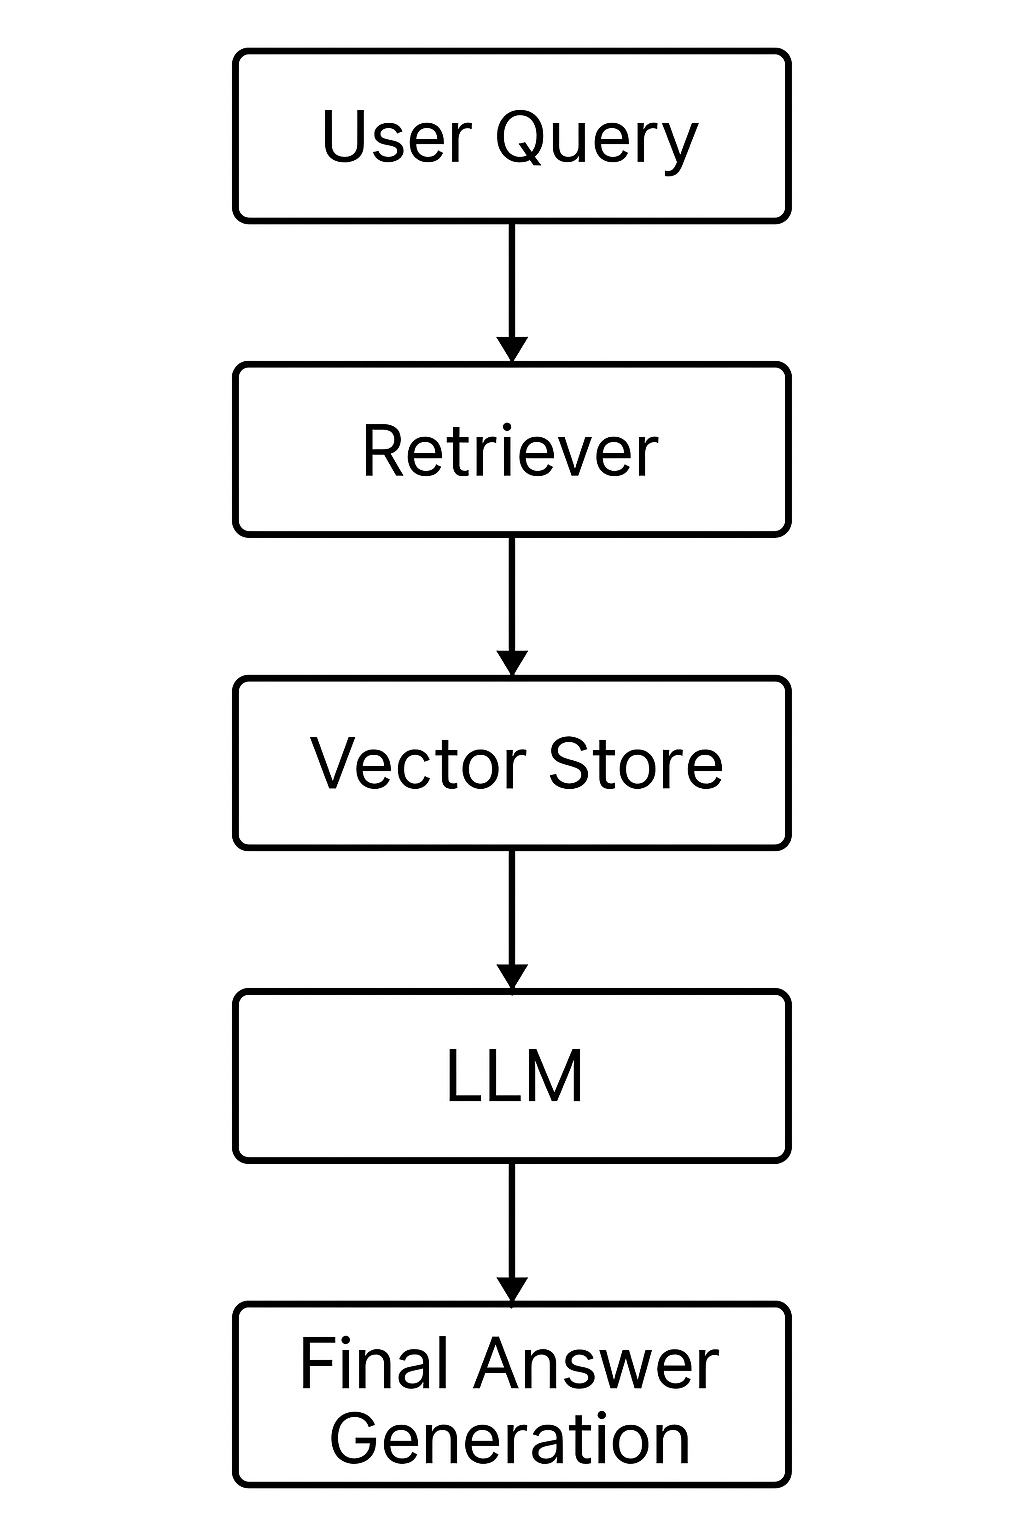 User Query
Retriever
Vector Store
LLM
Final Answer
Generation